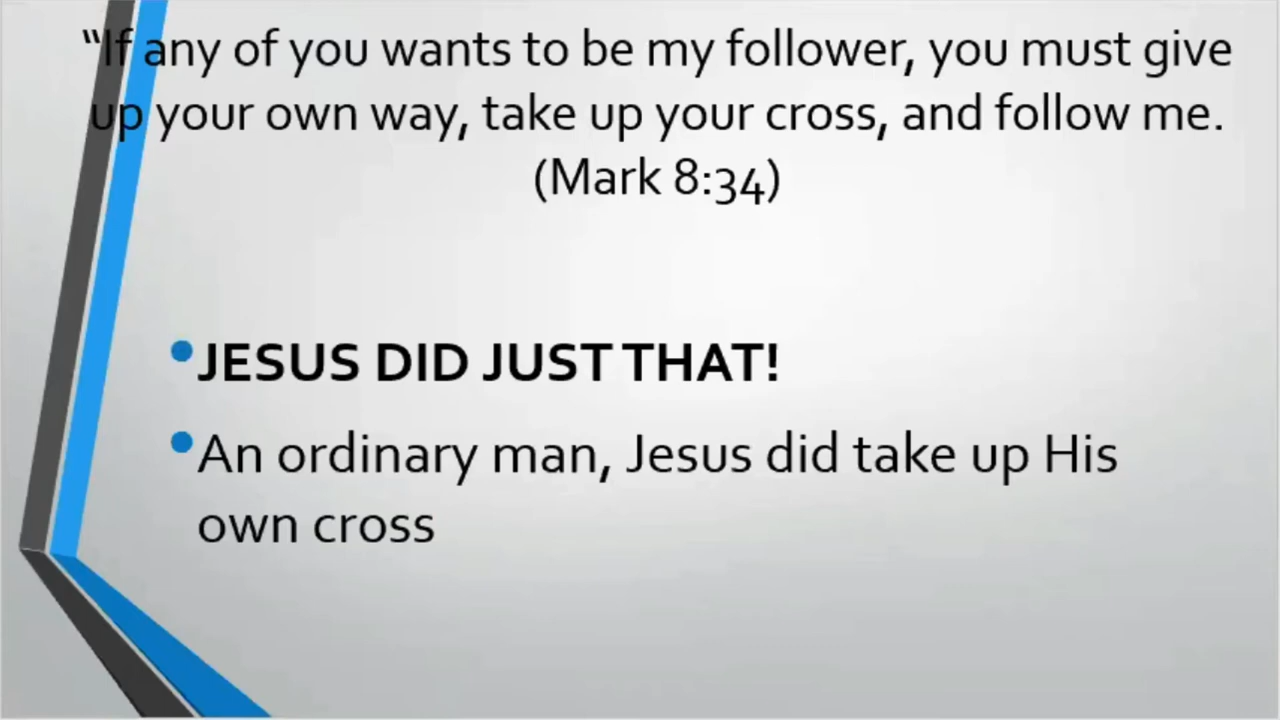 “If any of you wants to be my follower, you must give
up your own way, take up your cross, and follow me.
(Mark 8:34)
•JESUS DID JUST THAT!
•An ordinary man, Jesus did take up His
own cross